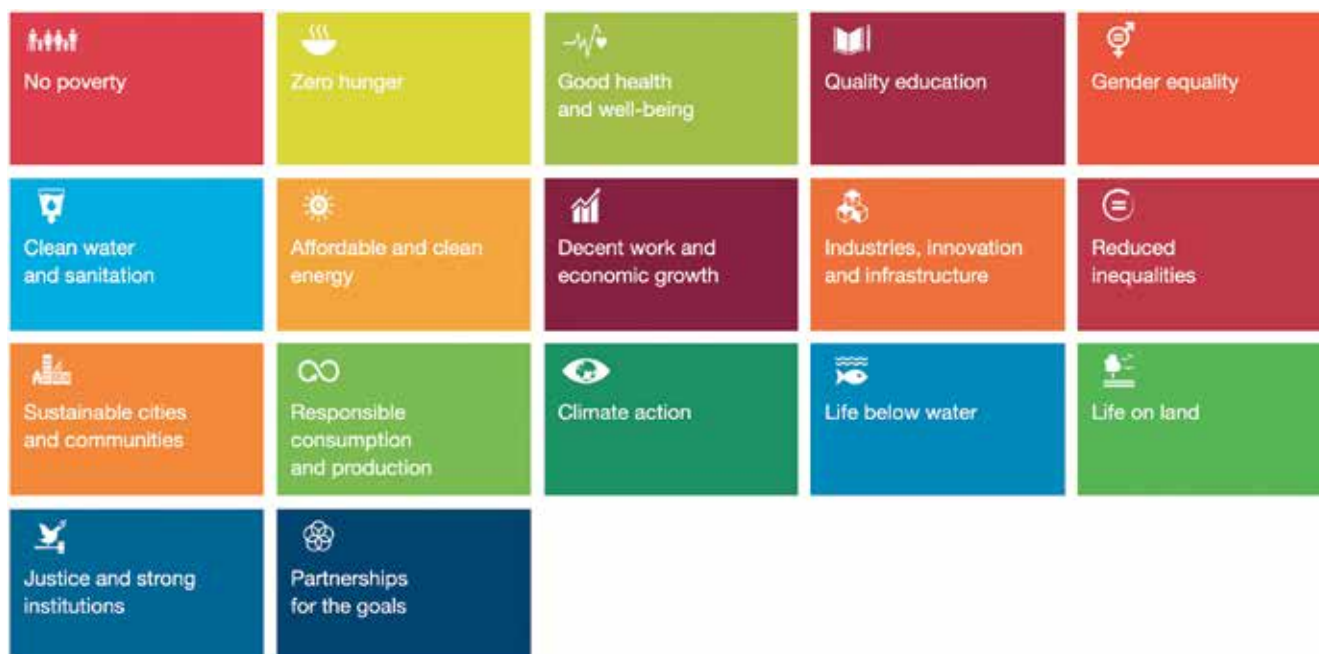 No poverty
Zero hunger
Good health
and well-being
Quality education
Gender equality
Clean water
and sanitation
Affordable and clean
energy
Decent work and
economic growth
Industries, innovation
and infrastructure
Reduced
inequalities
Sustainable cities
and communities
Responsible
consumption
and production
Climate action
Life below water
Life on land
Justice and strong
institutions
Partnerships
for the goals